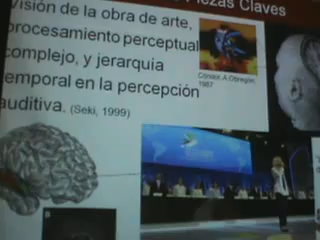 Piezas Claves
Visión de la obra de arte,
procesamiento perceptual
complejo, y jerarquía
temporal en la percepción
auditiva. (Seki, 1999)
Cóndor. A.Obregón,
1987